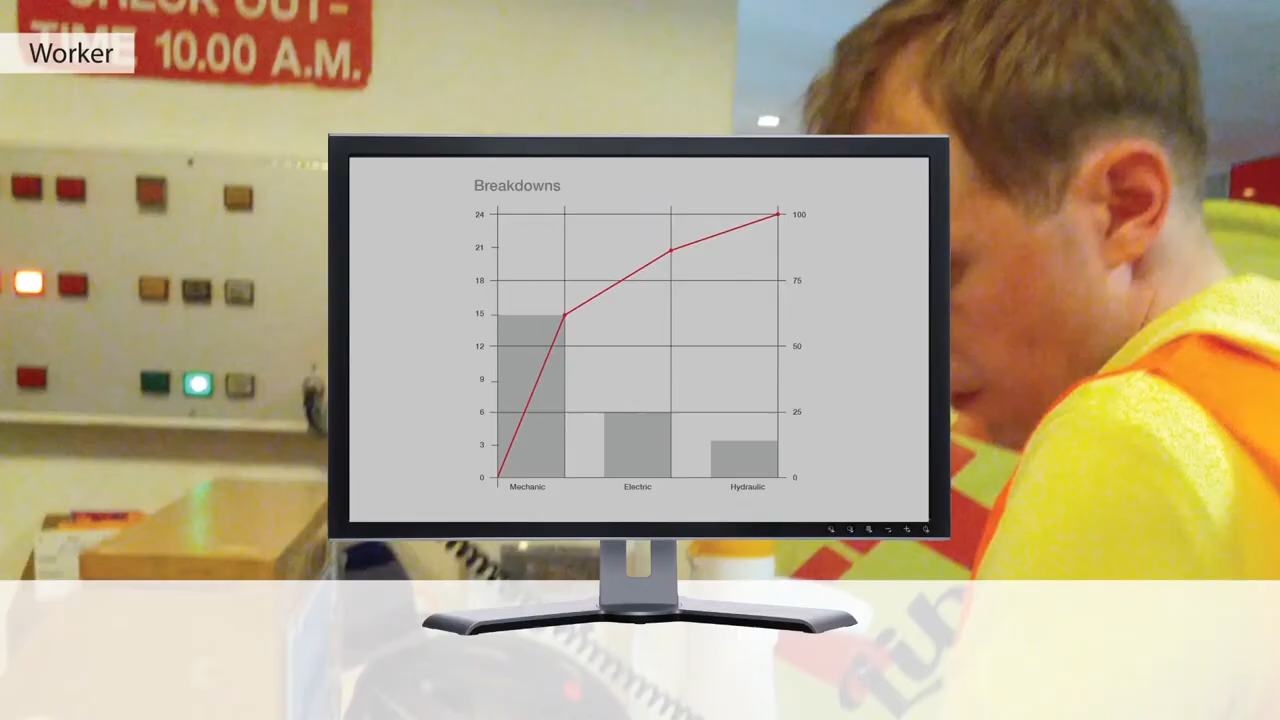 CHECK OUT-
TIME 10.00 A.M.
Worker
Breakdowns
24
21
18
15
12
9
6
3
0
100
75
50
25
0
Mechanic
Electric
Hydraulic